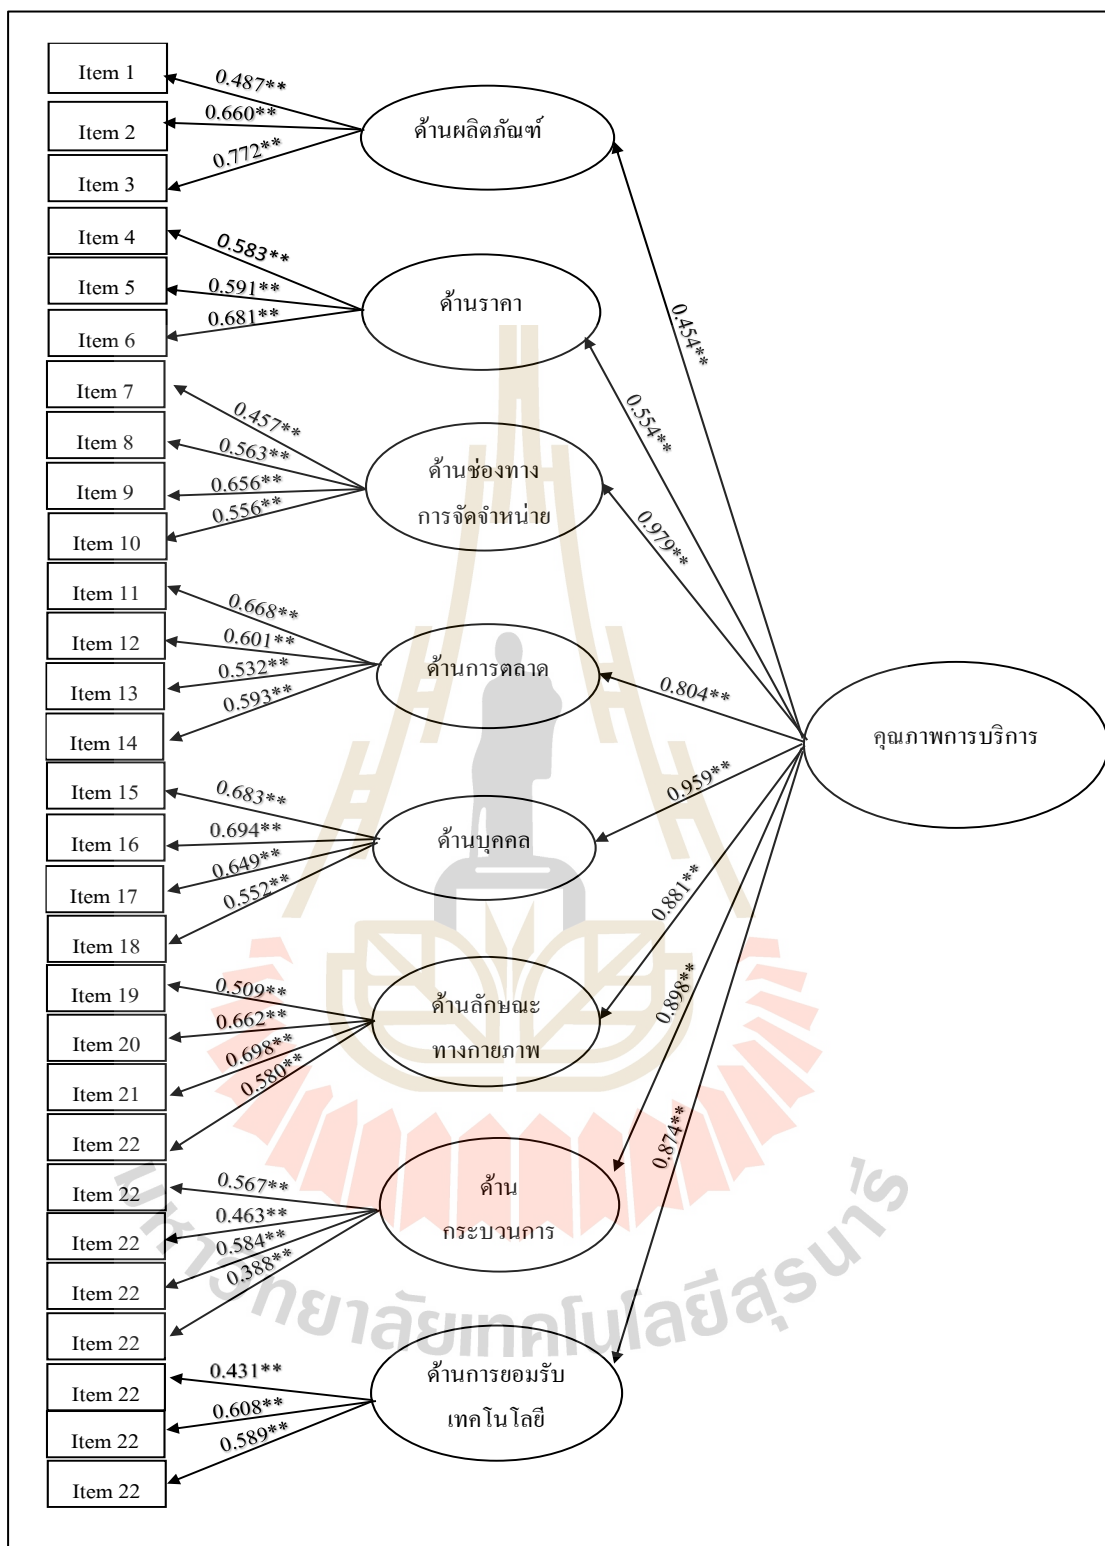 Item 1
Item 2
Item 3
0.487**
0.660**
0.772**
ด้านผลิตภัณฑ์
Item 4
Item 5
Item 6
0.583**
0.591**
0.681**
ด้านราคา
Item 7
Item 8
Item 9
Item 10
0.457**
0.563**
0.656**
0.556**
ด้านช่องทาง
การจัดจำหน่าย
Item 11
Item 12
Item 13
Item 14
0.668**
0.601**
0.532**
0.593**
ด้านการตลาด
Item 15
Item 16
Item 17
Item 18
0.683**
0.694**
0.649**
0.552**
ด้านบุคคล
Item 19
Item 20
Item 21
Item 22
0.509**
0.662**
0.698**
0.580**
ด้านลักษณะ
ทางกายภาพ
Item 22
Item 22
Item 22
Item 22
0.567**
0.463**
0.584**
0.388**
ด้าน
กระบวนการ
Item 22
Item 22
Item 22
0.431**
0.608**
0.589**
ด้านการยอมรับ
เทคโนโลยี
0.454**
0.554**
0.979**
0.804**
0.959**
0.881**
0.898**
0.874**
คุณภาพการบริการ
มหาวิทยาลัยเทคโนโลยีสุรนารี